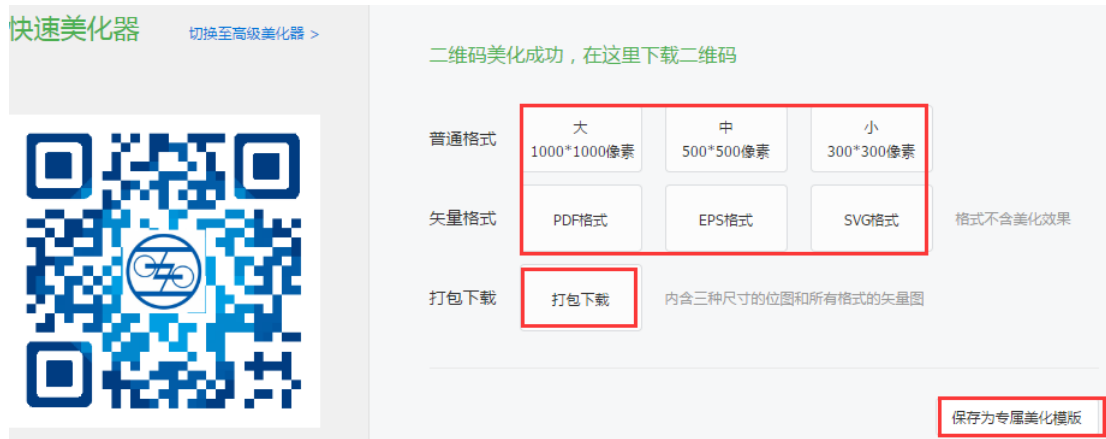 快速美化器
切换至高级美化器 >
二维码美化成功，在这里下载二维码
普通格式
大
1000*1000像素
中
500*500像素
小
300*300像素
矢量格式
PDF格式
EPS格式
SVG格式
格式不含美化效果
打包下载
打包下载
内含三种尺寸的位图和所有格式的矢量图
保存为专属美化模版